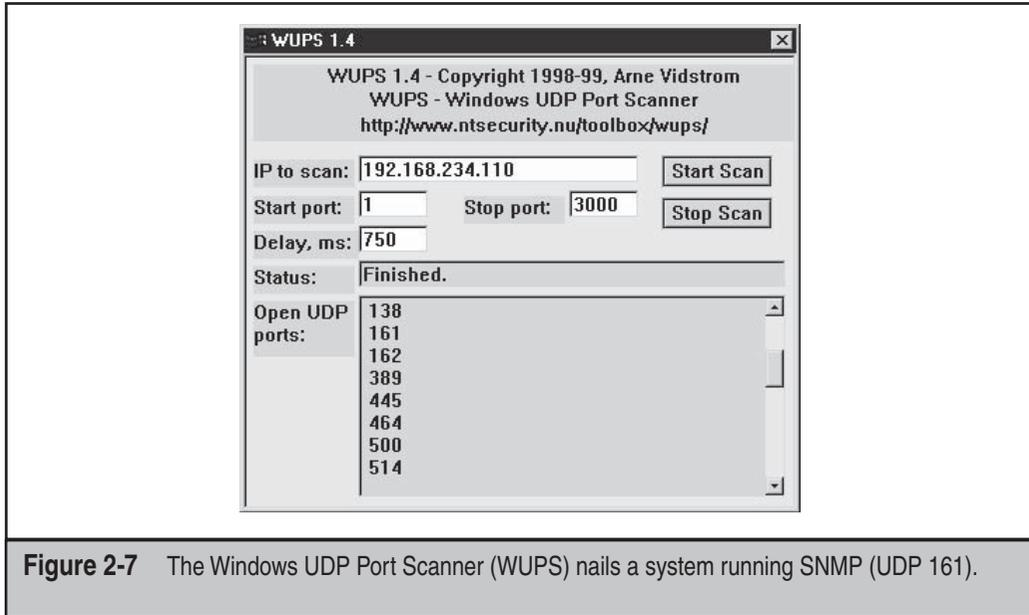 WUPS 1.4
WUPS 1.4 - Copyright 1998-99, Arne Vidstrom
WUPS - Windows UDP Port Scanner
http://www.ntsecurity.nu/toolbox/wups/
IP to scan: 192.168.234.110 Start Scan
Start port: 1 Stop port: 3000 Stop Scan
Delay, ms: 750
Status: Finished.
Open UDP ports:
138
161
162
389
445
464
500
514
Figure 2-7 The Windows UDP Port Scanner (WUPS) nails a system running SNMP (UDP 161).